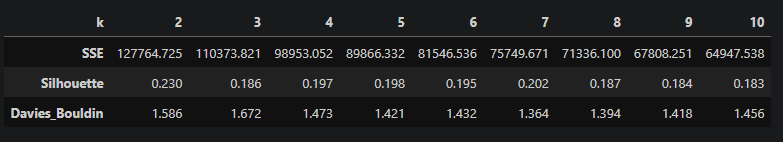 k 2 3 4 5 6 7 8 9 10
SSE 127764.725 110373.821 98953.052 89866.332 81546.536 75749.671 71336.100 67808.251 64947.538
Silhouette 0.230 0.186 0.197 0.198 0.195 0.202 0.187 0.184 0.183
Davies_Bouldin 1.586 1.672 1.473 1.421 1.432 1.364 1.394 1.418 1.456